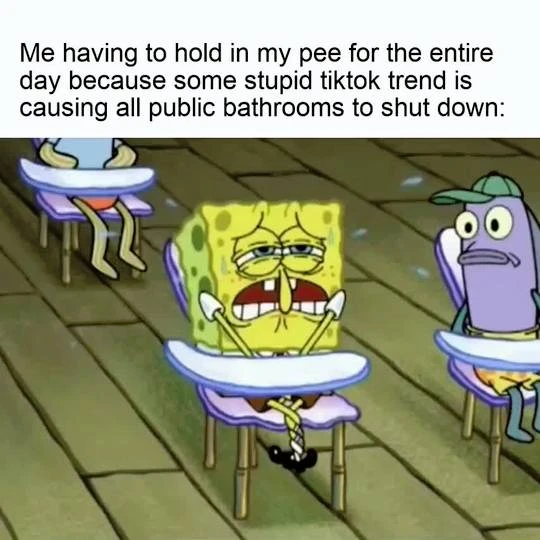 Me having to hold in my pee for the entire
day because some stupid tiktok trend is
causing all public bathrooms to shut down: